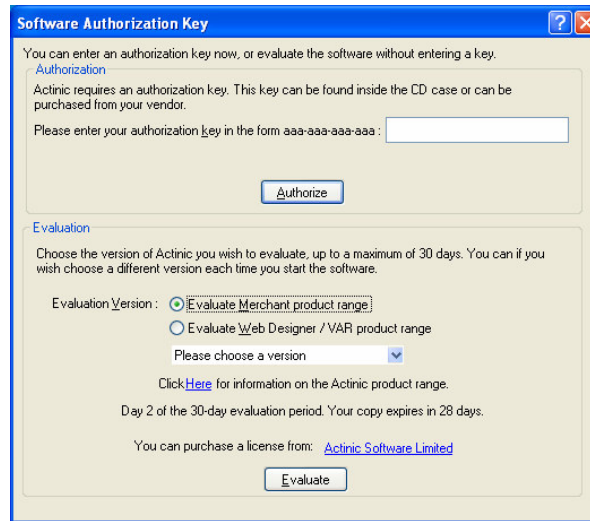 Software Authorization Key
You can enter an authorization key now, or evaluate the software without entering a key.
Authorization
Actinic requires an authorization key. This key can be found inside the CD case or can be
purchased from your vendor.
Please enter your authorization key in the form aaa-aaa-aaa-aaa :
Authorize
Evaluation
Choose the version of Actinic you wish to evaluate, up to a maximum of 30 days. You can if you
wish choose a different version each time you start the software.
Evaluation Version : Evaluate Merchant product range
Evaluate Web Designer / VAR product range
Please choose a version
Click Here for information on the Actinic product range.
Day 2 of the 30-day evaluation period. Your copy expires in 28 days.
You can purchase a license from: Actinic Software Limited
Evaluate